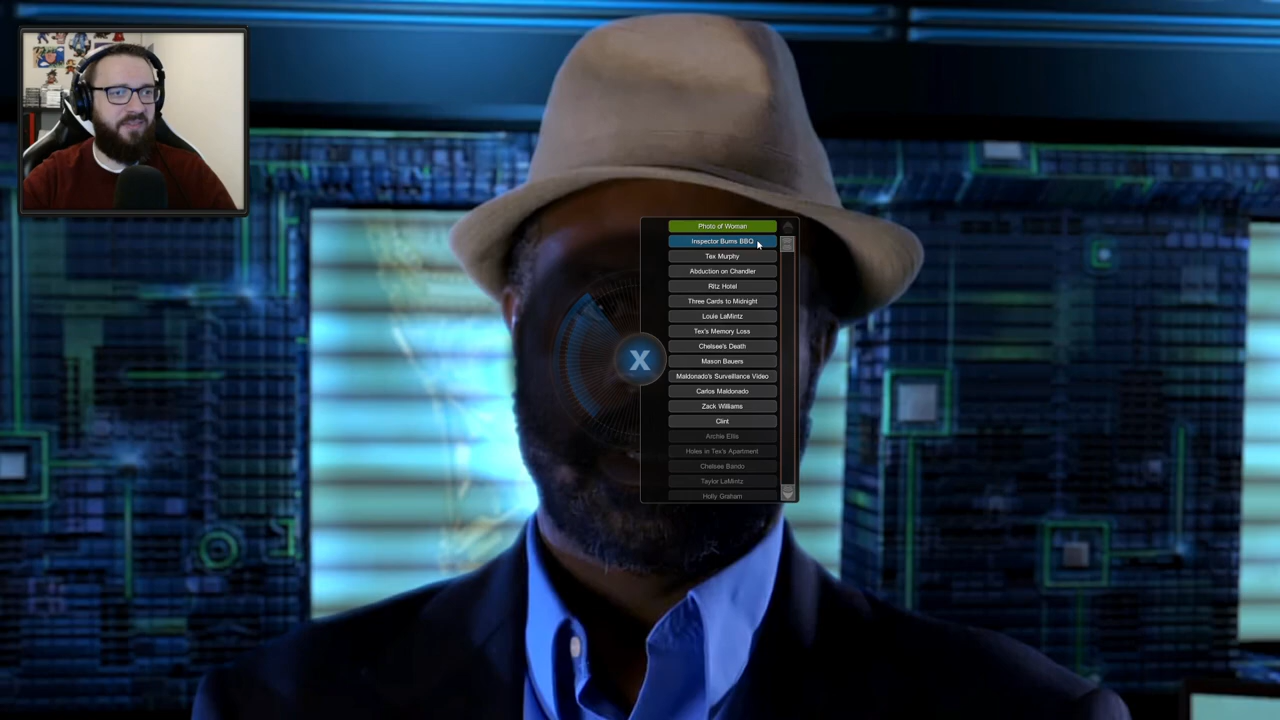 Photo of Woman
Inspector Burns BBQ
Tex Murphy
Abduction on Chandler
Ritz Hotel
Three Cards to Midnight
Louie LaMintz
Tex's Memory Loss
Chelsee's Death
Mason Bauers
Maldonado's Surveillance Video
Carlos Maldonado
Zack Williams
Clint
Archie Ellis
Holes in Tex's Apartment
Chelsee Bando
Taylor LaMintz
Holly Graham
X